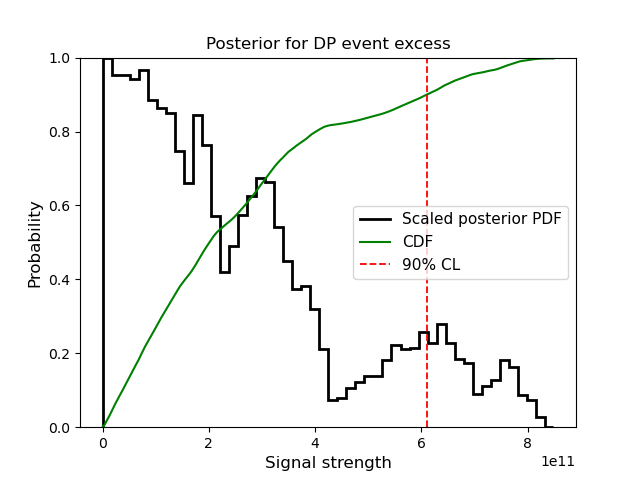 Posterior for DP event excess
Probability
1.0
0.8
0.6
0.4
0.2
0.0
Scaled posterior PDF
CDF
90% CL
0
2
4
6
8
1e11
Signal strength